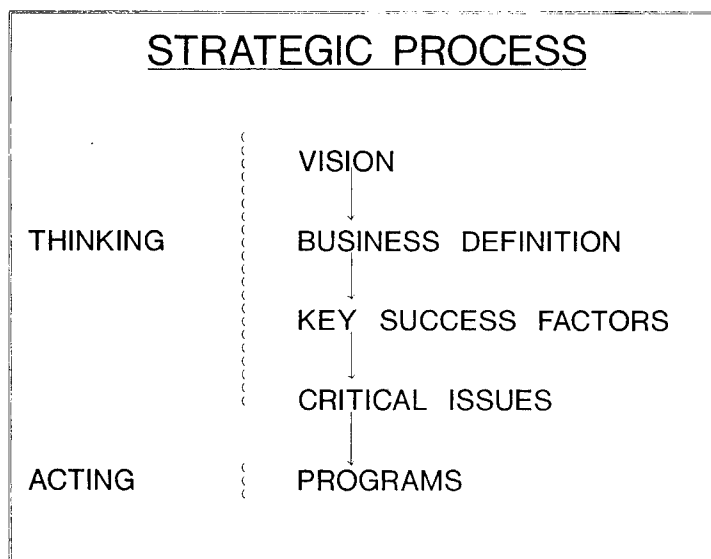 STRATEGIC PROCESS
VISION
THINKING BUSINESS DEFINITION
KEY SUCCESS FACTORS
CRITICAL ISSUES
ACTING PROGRAMS